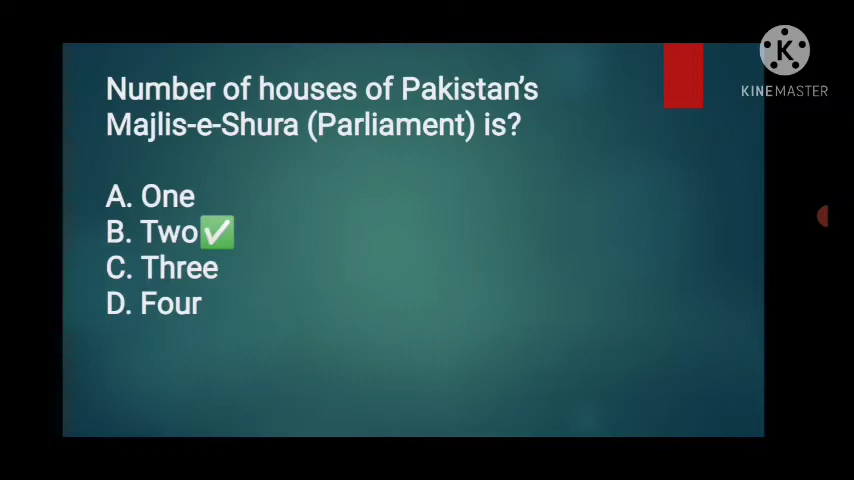 Number of houses of Pakistan’s
Majlis-e-Shura (Parliament) is?
A. One
B. Two✅
C. Three
D. Four
K
KINEMASTER